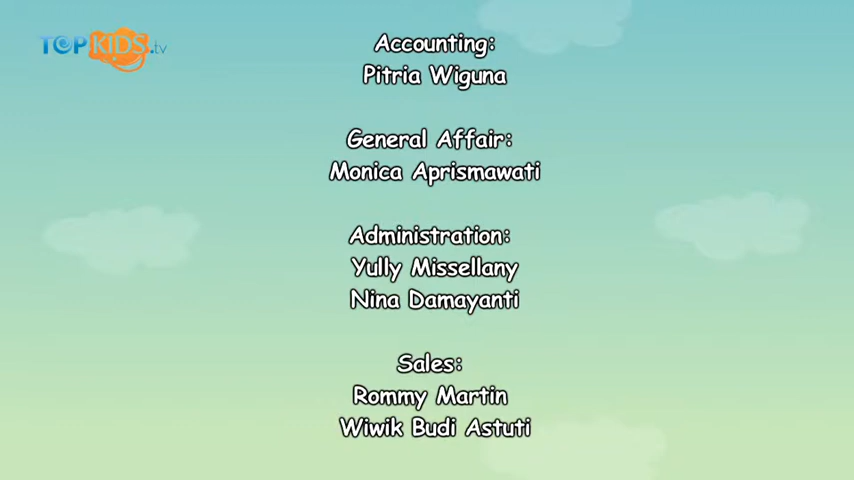 TOPKIDS.tv
Accounting:
Pitria Wiguna
General Affair:
Monica Aprismawati
Administration:
Yully Missellany
Nina Damayanti
Sales:
Rommy Martin
Wiwik Budi Astuti